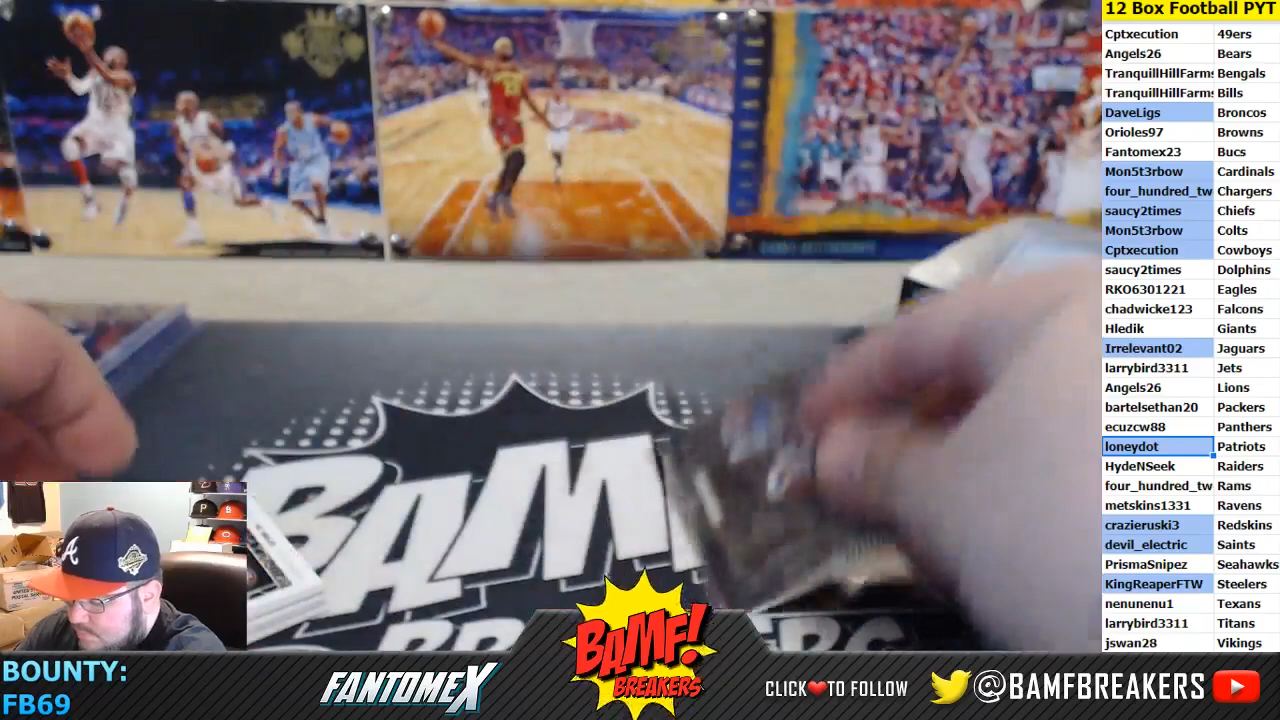 12 Box Football PYT
Cptxecution 49ers
Angels26 Bears
TranquillHillFarms Bengals
TranquillHillFarms Bills
DaveLigs Broncos
Orioles97 Browns
Fantomex23 Bucs
Mon5t3rbow Cardinals
four_hundred_tw Chargers
saucy2times Chiefs
Mon5t3rbow Colts
Cptxecution Cowboys
saucy2times Dolphins
RKO6301221 Eagles
chadwicke123 Falcons
Hledik Giants
Irrelevant02 Jaguars
larrybird3311 Jets
Angels26 Lions
bartelsethan20 Packers
ecuzcw88 Panthers
loneydot Patriots
HydeNSeek Raiders
four_hundred_tw Rams
metskins1331 Ravens
crazieruski3 Redskins
devil_electric Saints
PrismaSnipez Seahawks
KingReaperFTW Steelers
nenunenu1 Texans
larrybird3311 Titans
jswan28 Vikings
BAM
A
P
BOUNTY:
FB69
FANTOMEX
BAMF!
BREAKERS
CLICK❤TO FOLLOW
@BAMFBREAKERS